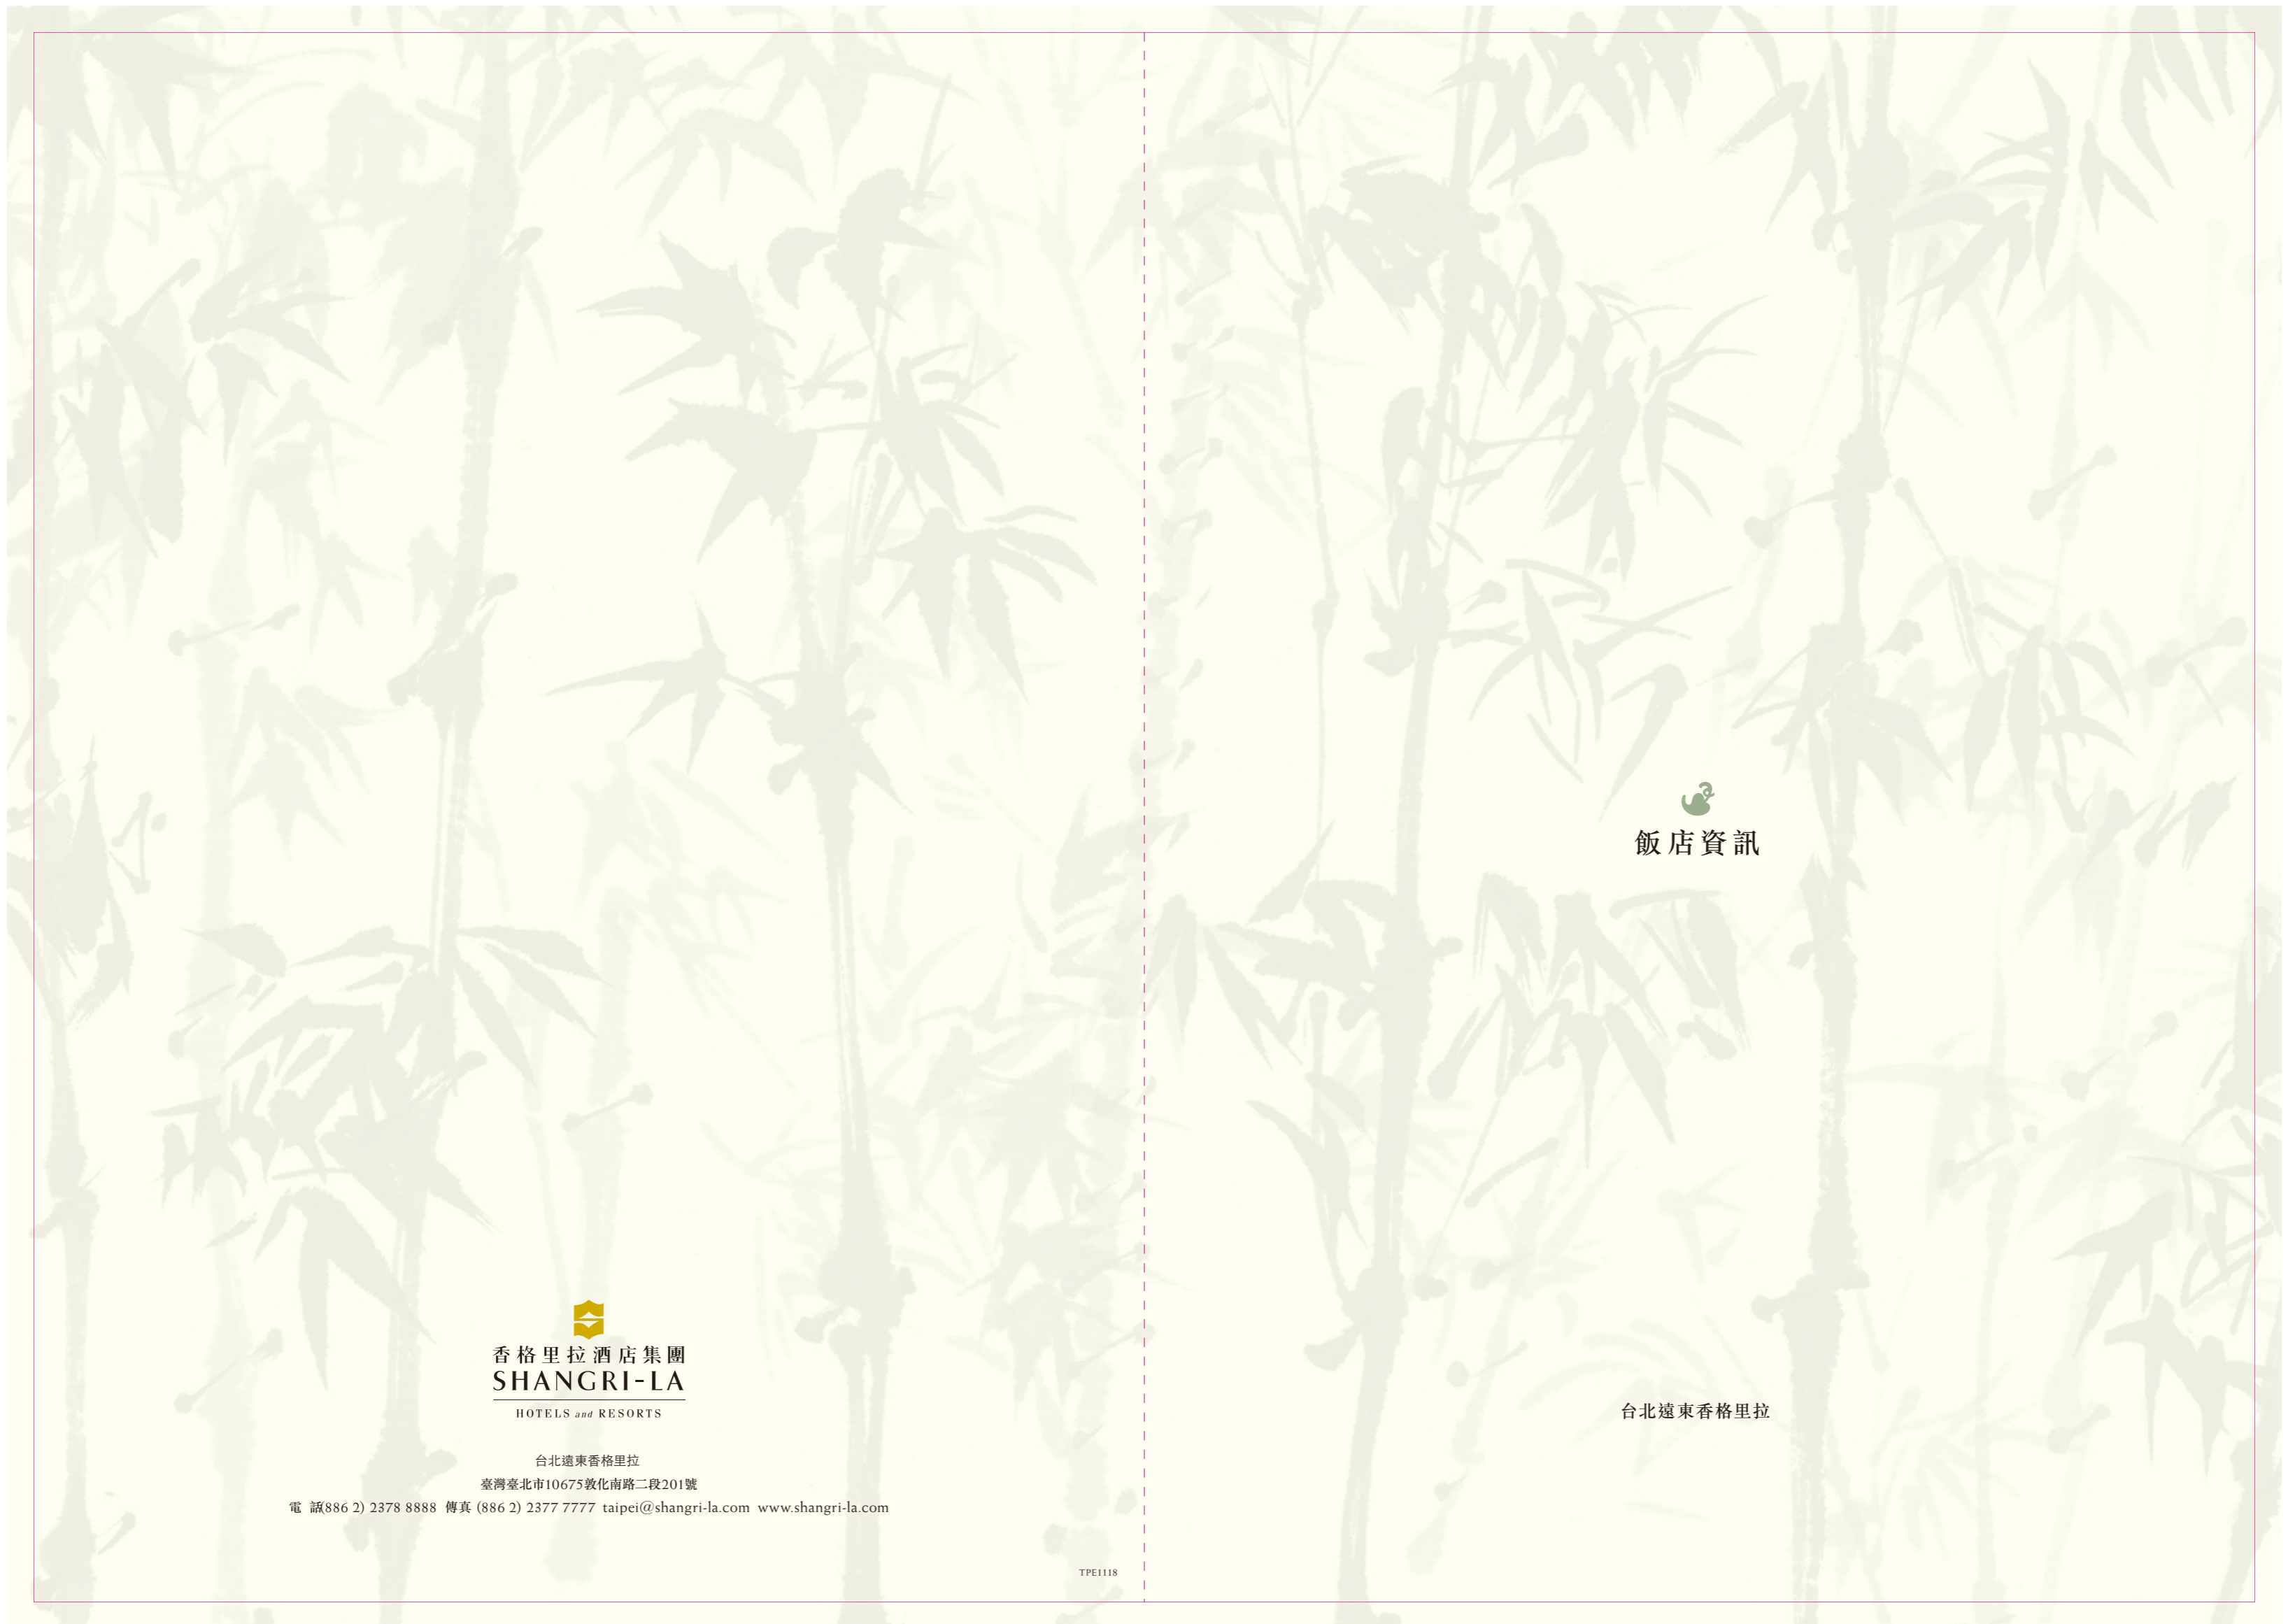 香格里拉酒店集團
SHANGRI-LA
HOTELS and RESORTS
台北遠東香格里拉
臺灣臺北市10675敦化南路二段201號
電 話(886 2) 2378 8888 傳真 (886 2) 2377 7777 taipei@shangri-la.com www.shangri-la.com
TPE1118
飯店資訊
台北遠東香格里拉